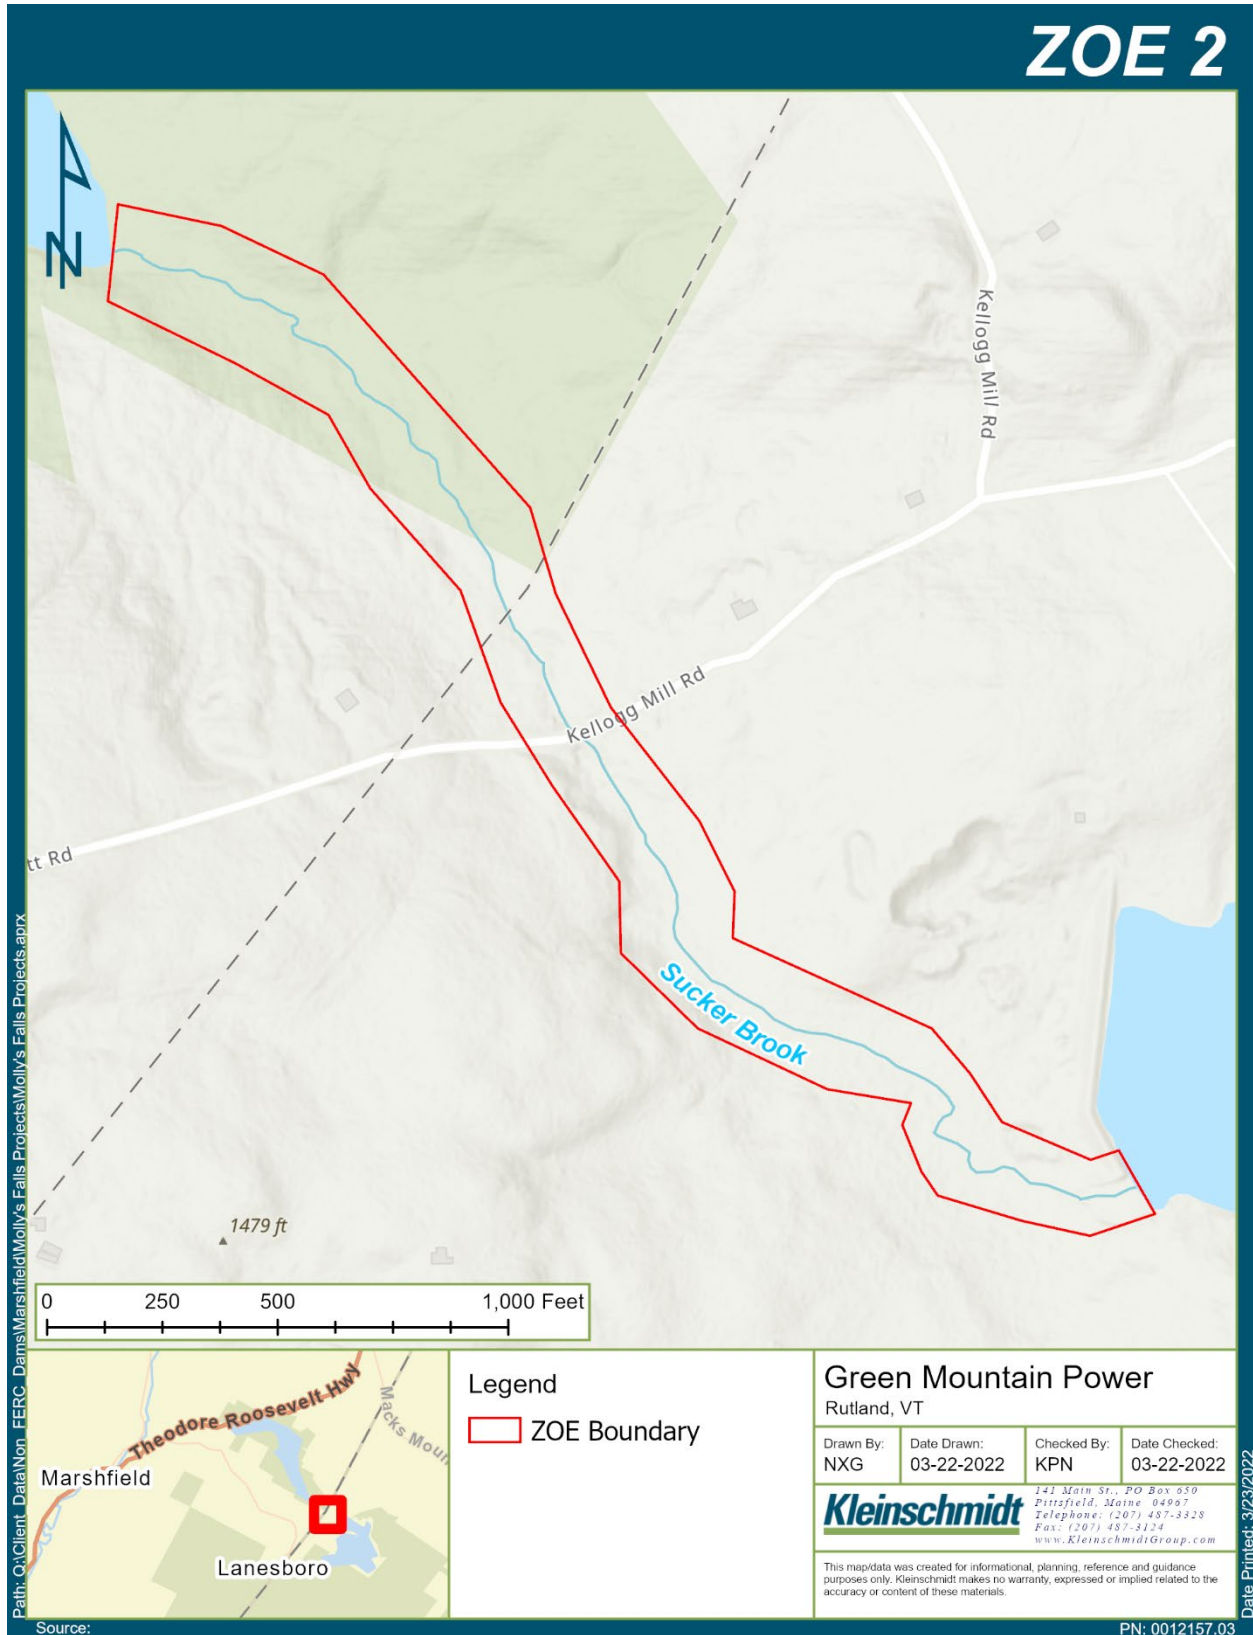 ZOE 2
N
Kellogg Mill Rd
Kellogg Mill Rd
tt Rd
Sucker Brook
1479 ft
0 250 500 1,000 Feet
Theodore Roosevelt Hwy
Macks Moun
Marshfield
Lanesboro
Legend
ZOE Boundary
Green Mountain Power
Rutland, VT
Drawn By:
NXG
Date Drawn:
03-22-2022
Checked By:
KPN
Date Checked:
03-22-2022
Kleinschmidt
141 Main St., PO Box 650
Pittsfield, Maine 04967
Telephone: (207) 487-3328
Fax: (207) 487-3124
www.KleinschmidtGroup.com
This map/data was created for informational, planning, reference and guidance
purposes only. Kleinschmidt makes no warranty, expressed or implied related to the
accuracy or content of these materials.
Path: Q:\Client_Data\Non_FERC_Dams\Marshfield\Molly's Falls Projects\Molly's Falls Projects.aprx
Date Printed: 3/23/2022
Source:
PN: 0012157.03